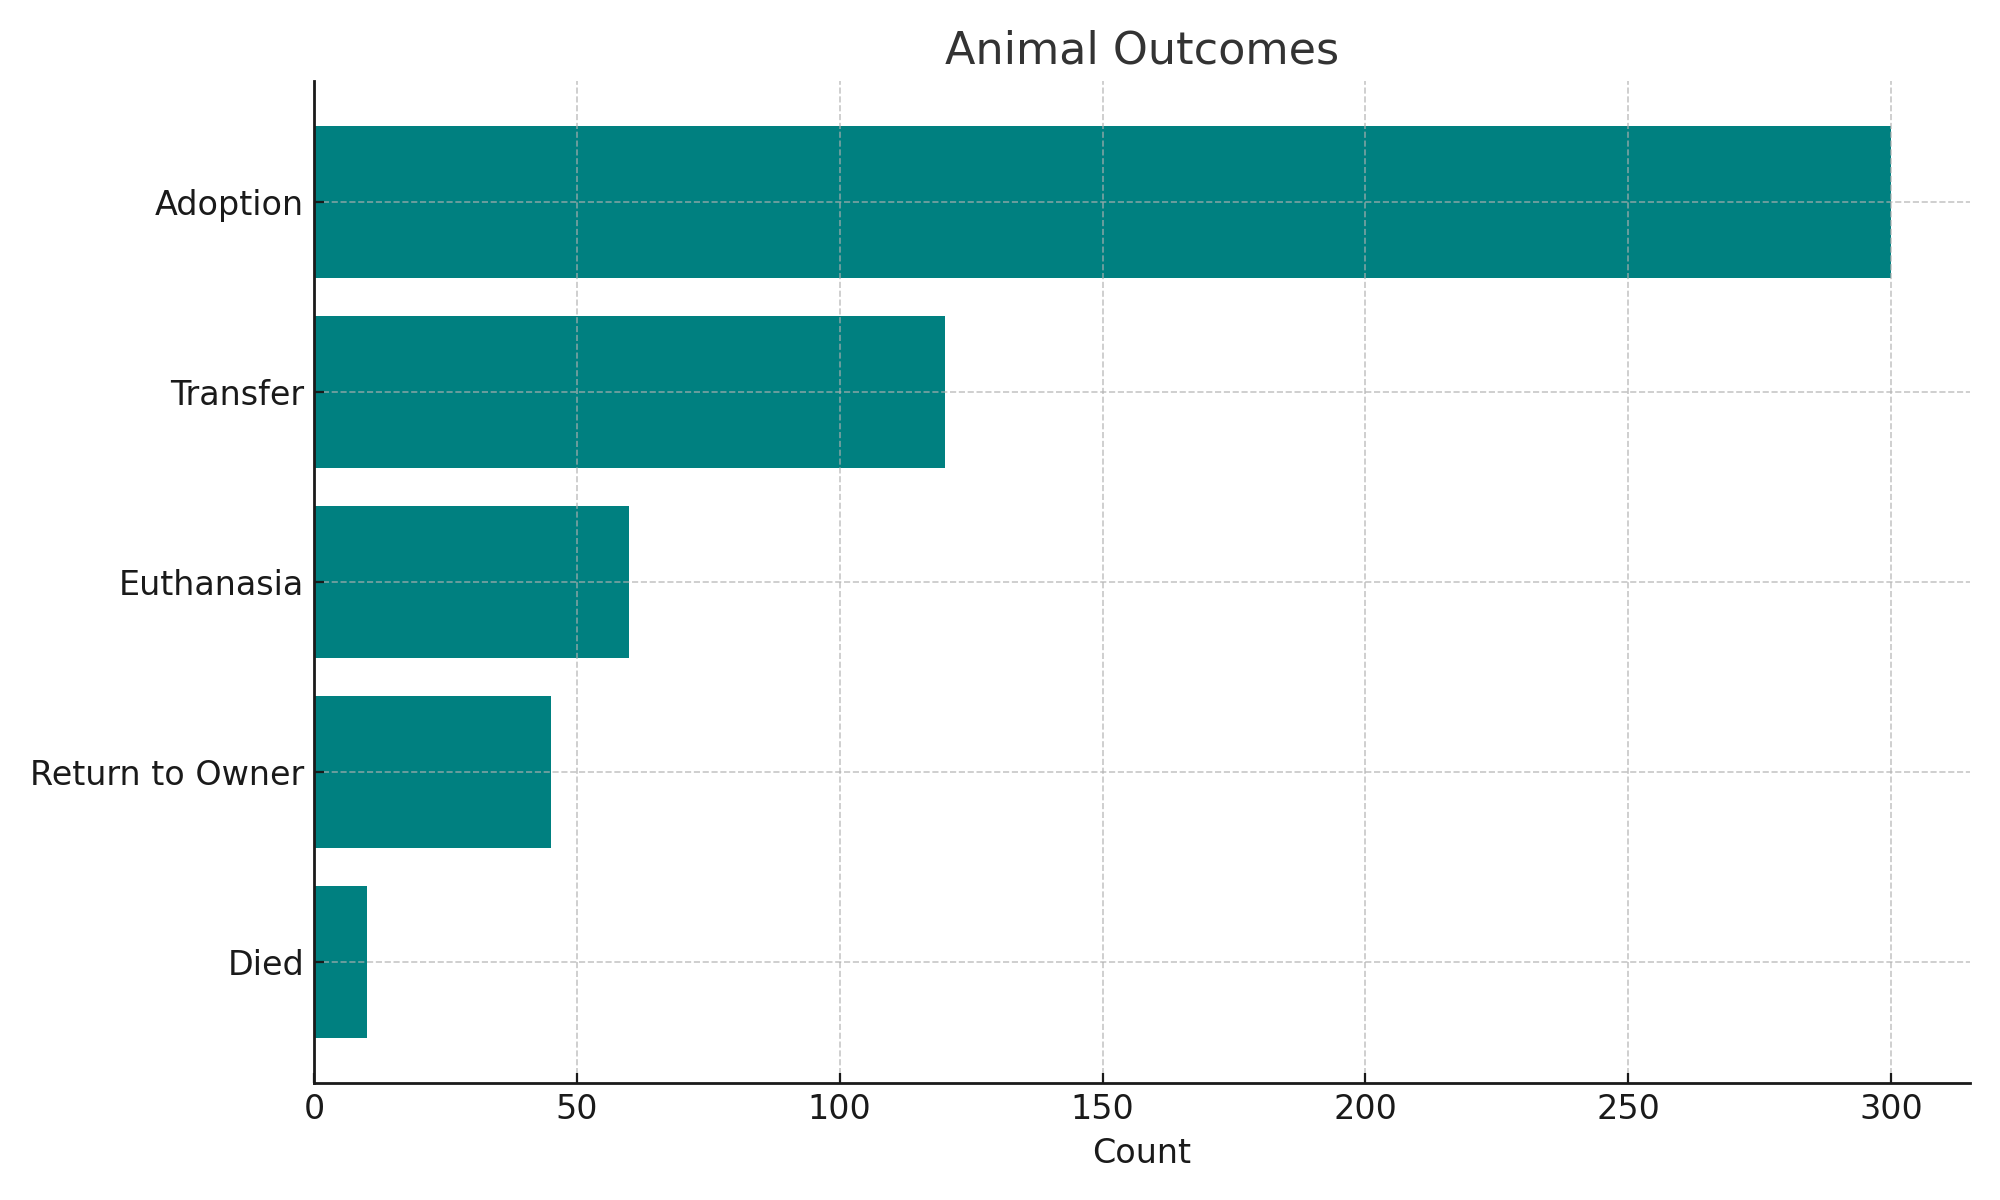 Animal Outcomes
Adoption
Transfer
Euthanasia
Return to Owner
Died
0 50 100 150 200 250 300
Count